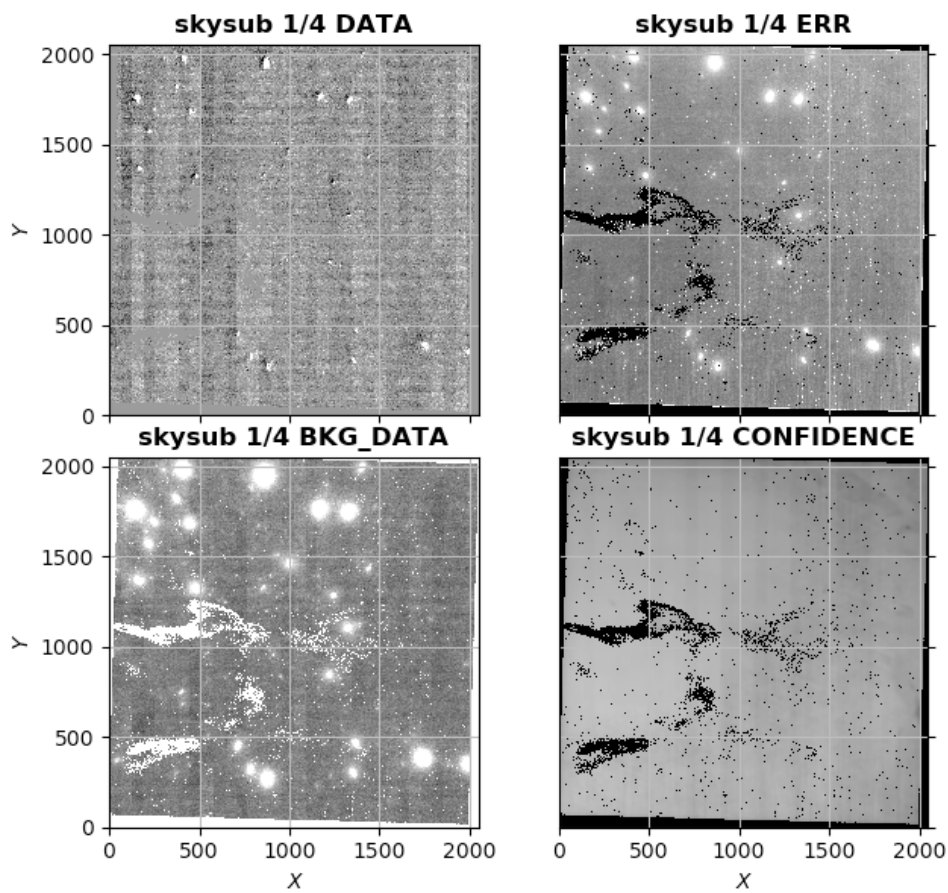 skysub 1/4 DATA
skysub 1/4 ERR
2000
1500
1000
500
0
Y
skysub 1/4 BKG_DATA
skysub 1/4 CONFIDENCE
2000
1500
1000
500
0
Y
0 500 1000 1500 2000
X
0 500 1000 1500 2000
X